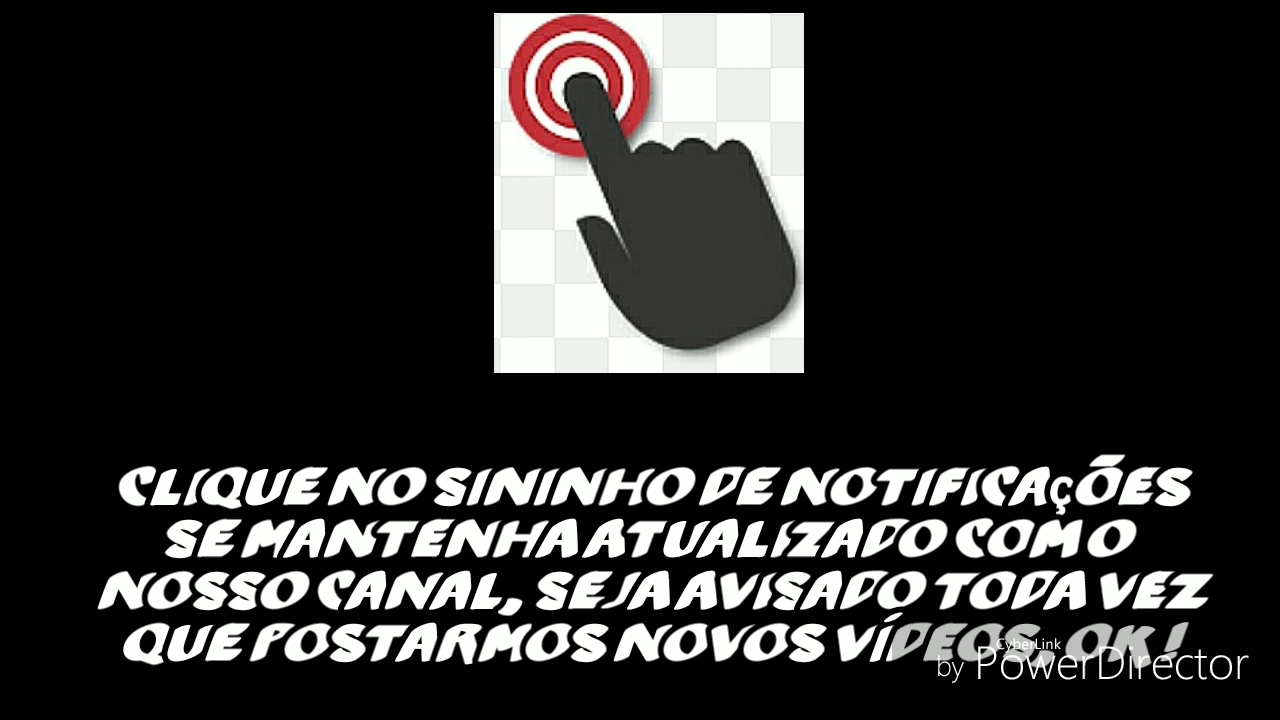 CLIQUE NO SININHO DE NOTIFICAçÕES
SE MANTENHA ATUALIZADO COM O
NOSSO CANAL, SEJA AVISADO TODA VEZ
QUE POSTARMOS NOVOS VÍDEOS, OK !
CyberLink
by PowerDirector